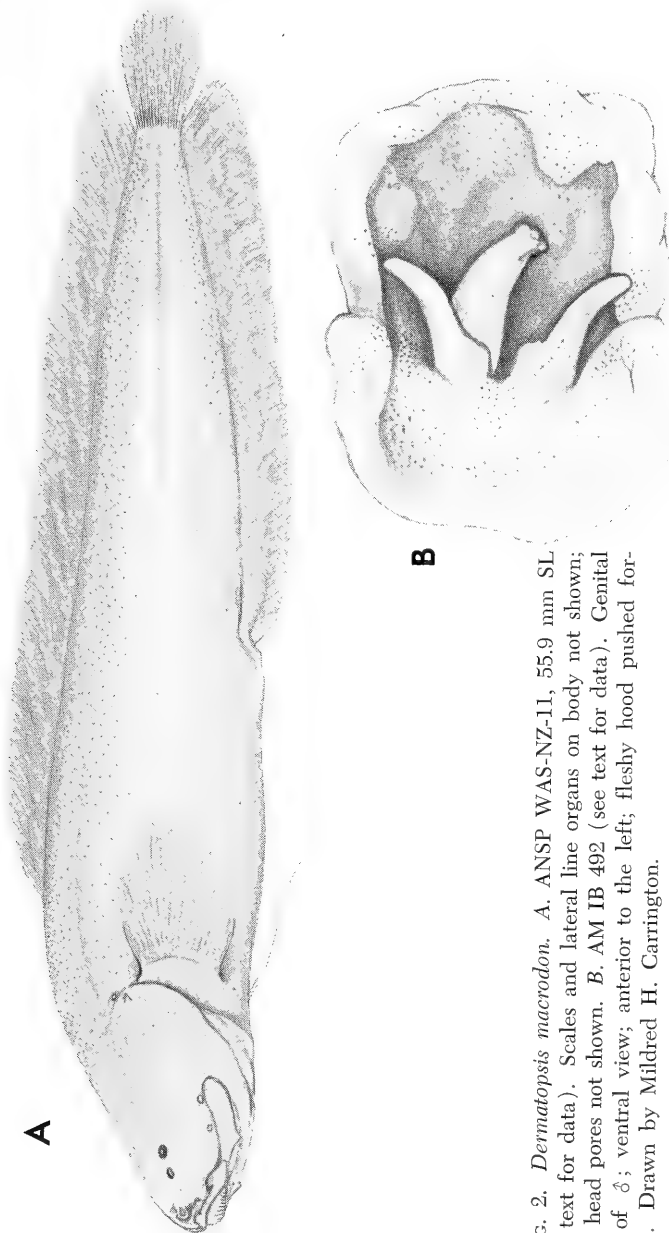 A
B
G. 2. Dermatopsis macrodon. A. ANSP WAS-NZ-11, 55.9 mm SL
text for data). Scales and lateral line organs on body not shown;
head pores not shown. B. AM IB 492 (see text for data). Genital
of ♂; ventral view; anterior to the left; fleshy hood pushed for-
. Drawn by Mildred H. Carrington.